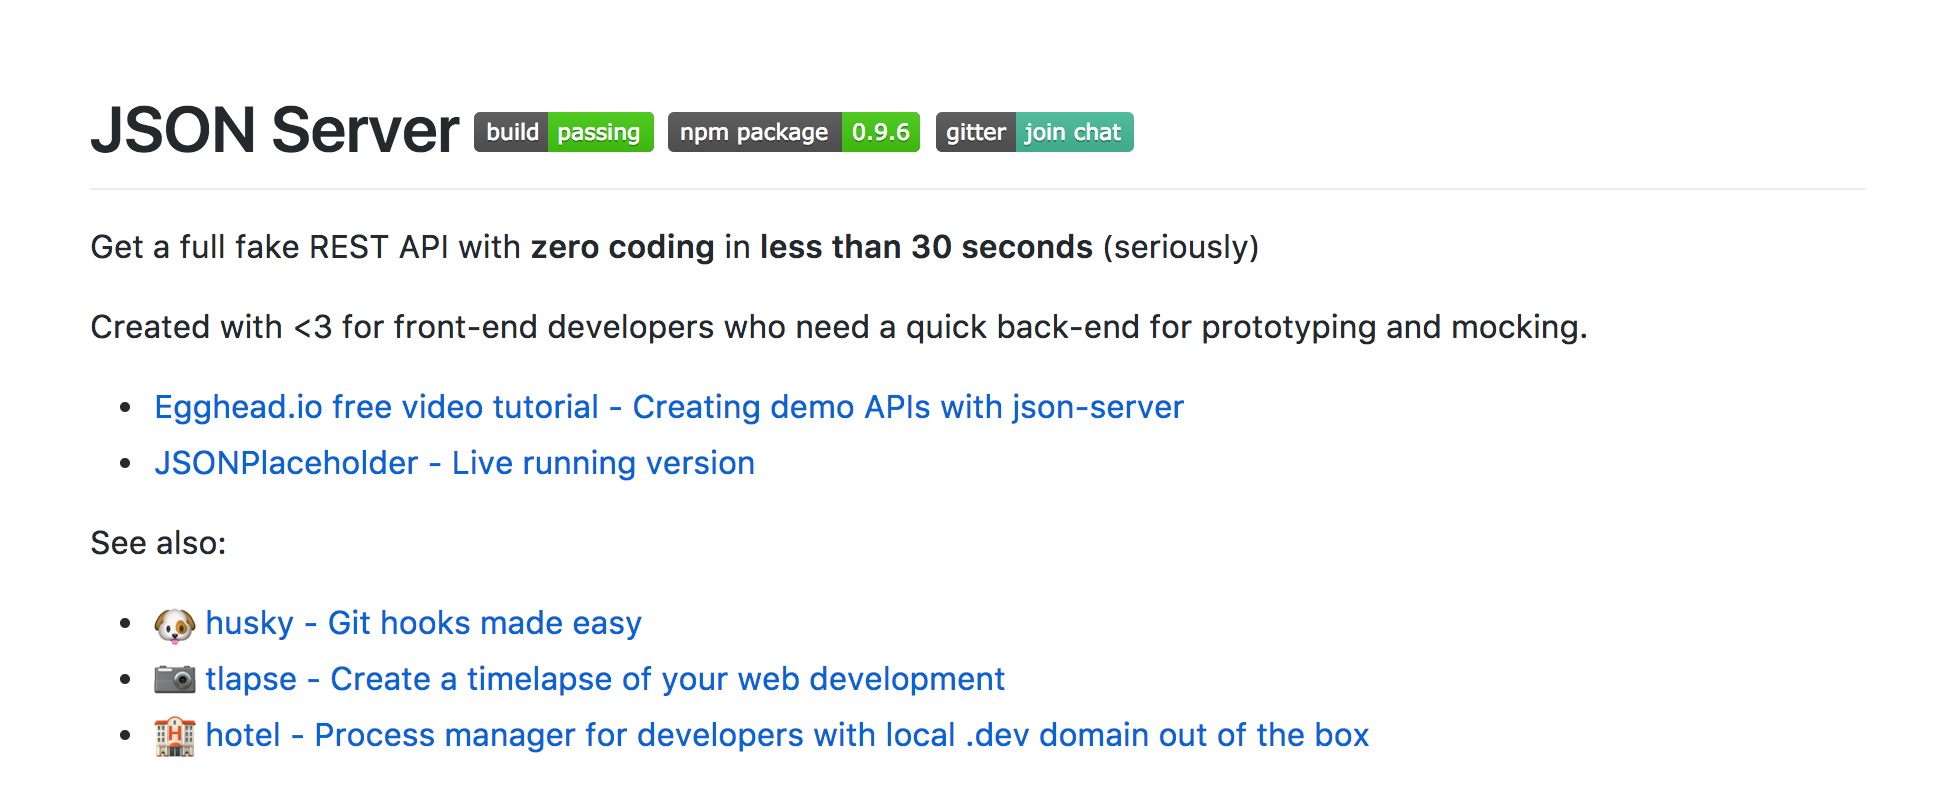 JSON Server build passing npm package 0.9.6 gitter join chat
Get a full fake REST API with zero coding in less than 30 seconds (seriously)
Created with <3 for front-end developers who need a quick back-end for prototyping and mocking.
• Egghead.io free video tutorial - Creating demo APIs with json-server
• JSONPlaceholder - Live running version
See also:
• 🐶 husky - Git hooks made easy
• 📷 tlapse - Create a timelapse of your web development
• 🏨 hotel - Process manager for developers with local .dev domain out of the box